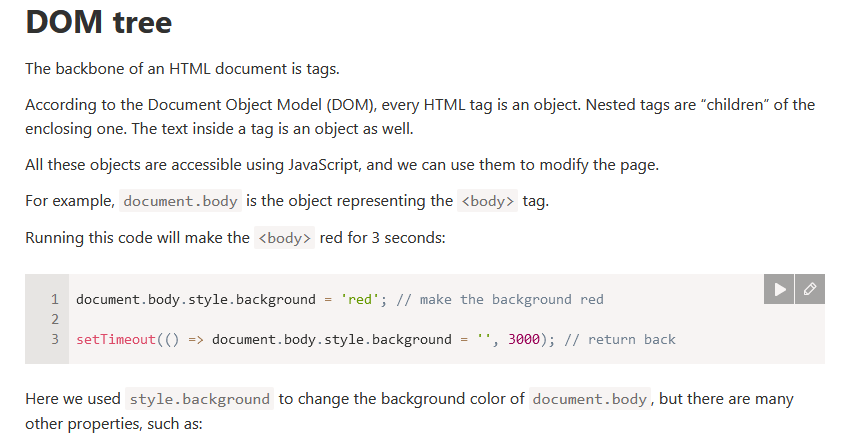 DOM tree
The backbone of an HTML document is tags.
According to the Document Object Model (DOM), every HTML tag is an object. Nested tags are “children” of the
enclosing one. The text inside a tag is an object as well.
All these objects are accessible using JavaScript, and we can use them to modify the page.
For example, document.body is the object representing the <body> tag.
Running this code will make the <body> red for 3 seconds:
1 document.body.style.background = 'red'; // make the background red
2
3 setTimeout(() => document.body.style.background = '', 3000); // return back
Here we used style.background to change the background color of document.body, but there are many
other properties, such as: